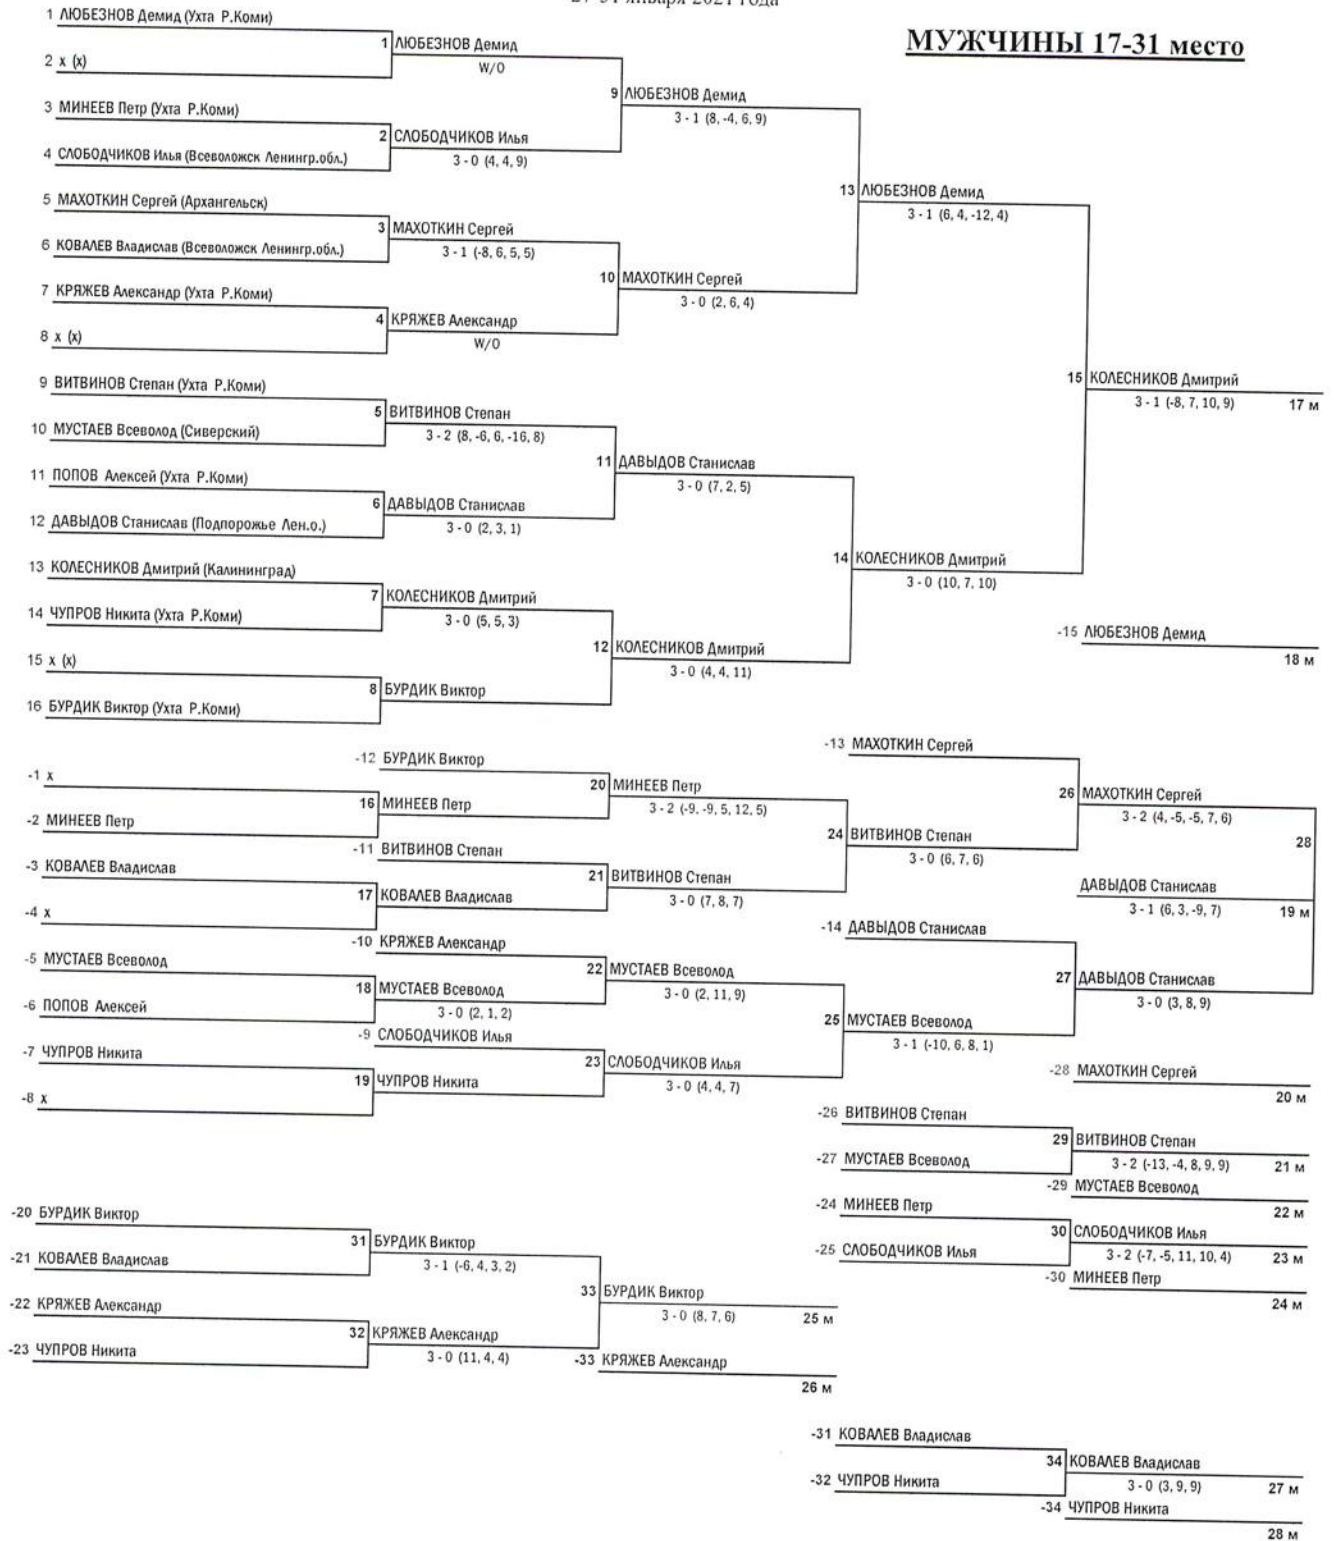 27-31 января 2021 года
МУЖЧИНЫ 17-31 место
1 ЛЮБЕЗНОВ Демид (Ухта Р.Коми)
1 ЛЮБЕЗНОВ Демид
W/O
2 х (х)
9 ЛЮБЕЗНОВ Демид
3 - 1 (8, -4, 6, 9)
3 МИНЕЕВ Петр (Ухта Р.Коми)
2 СЛОБОДЧИКОВ Илья
3 - 0 (4, 4, 9)
4 СЛОБОДЧИКОВ Илья (Всеволожск Ленингр.обл.)
13 ЛЮБЕЗНОВ Демид
3 - 1 (6, 4, -12, 4)
5 МАХОТКИН Сергей (Архангельск)
3 МАХОТКИН Сергей
3 - 1 (-8, 6, 5, 5)
6 КОВАЛЕВ Владислав (Всеволожск Ленингр.обл.)
10 МАХОТКИН Сергей
3 - 0 (2, 6, 4)
7 КРЯЖЕВ Александр (Ухта Р.Коми)
4 КРЯЖЕВ Александр
W/O
8 х (х)
15 КОЛЕСНИКОВ Дмитрий
3 - 1 (-8, 7, 10, 9) 17 м
9 ВИТВИНОВ Степан (Ухта Р.Коми)
5 ВИТВИНОВ Степан
3 - 2 (8, -6, 6, -16, 8)
10 МУСТАЕВ Всеволод (Сиверский)
11 ДАВЫДОВ Станислав
3 - 0 (7, 2, 5)
11 ПОПОВ Алексей (Ухта Р.Коми)
6 ДАВЫДОВ Станислав
3 - 0 (2, 3, 1)
12 ДАВЫДОВ Станислав (Подпорожье Лен.о.)
14 КОЛЕСНИКОВ Дмитрий
3 - 0 (10, 7, 10)
13 КОЛЕСНИКОВ Дмитрий (Калининград)
7 КОЛЕСНИКОВ Дмитрий
3 - 0 (5, 5, 3)
14 ЧУПРОВ Никита (Ухта Р.Коми)
12 КОЛЕСНИКОВ Дмитрий
3 - 0 (4, 4, 11)
-15 ЛЮБЕЗНОВ Демид
18 м
15 х (х)
8 БУРДИК Виктор
16 БУРДИК Виктор (Ухта Р.Коми)
-13 МАХОТКИН Сергей
-12 БУРДИК Виктор
-1 х
20 МИНЕЕВ Петр
3 - 2 (-9, -9, 5, 12, 5)
26 МАХОТКИН Сергей
3 - 2 (4, -5, -5, 7, 6)
16 МИНЕЕВ Петр
-2 МИНЕЕВ Петр
24 ВИТВИНОВ Степан
3 - 0 (6, 7, 6)
28
-11 ВИТВИНОВ Степан
-3 КОВАЛЕВ Владислав
21 ВИТВИНОВ Степан
3 - 0 (7, 8, 7)
ДАВЫДОВ Станислав
3 - 1 (6, 3, -9, 7) 19 м
17 КОВАЛЕВ Владислав
-4 х
-14 ДАВЫДОВ Станислав
-10 КРЯЖЕВ Александр
-5 МУСТАЕВ Всеволод
22 МУСТАЕВ Всеволод
3 - 0 (2, 11, 9)
27 ДАВЫДОВ Станислав
3 - 0 (3, 8, 9)
18 МУСТАЕВ Всеволод
3 - 0 (2, 1, 2)
-6 ПОПОВ Алексей
25 МУСТАЕВ Всеволод
3 - 1 (-10, 6, 8, 1)
-9 СЛОБОДЧИКОВ Илья
-7 ЧУПРОВ Никита
23 СЛОБОДЧИКОВ Илья
3 - 0 (4, 4, 7)
-28 МАХОТКИН Сергей
20 м
19 ЧУПРОВ Никита
-8 х
-26 ВИТВИНОВ Степан
29 ВИТВИНОВ Степан
3 - 2 (-13, -4, 8, 9, 9) 21 м
-27 МУСТАЕВ Всеволод
-29 МУСТАЕВ Всеволод
22 м
-24 МИНЕЕВ Петр
30 СЛОБОДЧИКОВ Илья
3 - 2 (-7, -5, 11, 10, 4) 23 м
-25 СЛОБОДЧИКОВ Илья
-30 МИНЕЕВ Петр
24 м
-20 БУРДИК Виктор
31 БУРДИК Виктор
3 - 1 (-6, 4, 3, 2)
-21 КОВАЛЕВ Владислав
33 БУРДИК Виктор
3 - 0 (8, 7, 6) 25 м
-22 КРЯЖЕВ Александр
32 КРЯЖЕВ Александр
3 - 0 (11, 4, 4)
-23 ЧУПРОВ Никита
-33 КРЯЖЕВ Александр
26 м
-31 КОВАЛЕВ Владислав
34 КОВАЛЕВ Владислав
3 - 0 (3, 9, 9) 27 м
-32 ЧУПРОВ Никита
-34 ЧУПРОВ Никита
28 м